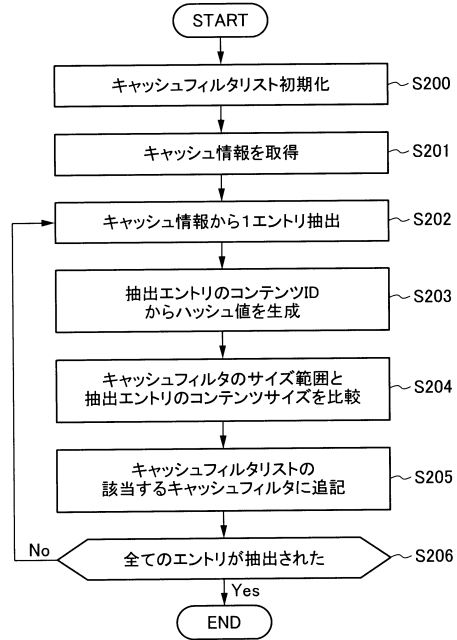 START
キャッシュフィルタリスト初期化
S200
キャッシュ情報を取得
S201
キャッシュ情報から1エントリ抽出
S202
抽出エントリのコンテンツID
からハッシュ値を生成
S203
キャッシュフィルタのサイズ範囲と
抽出エントリのコンテンツサイズを比較
S204
キャッシュフィルタリストの
該当するキャッシュフィルタに追記
S205
全てのエントリが抽出された
S206
No
Yes
END